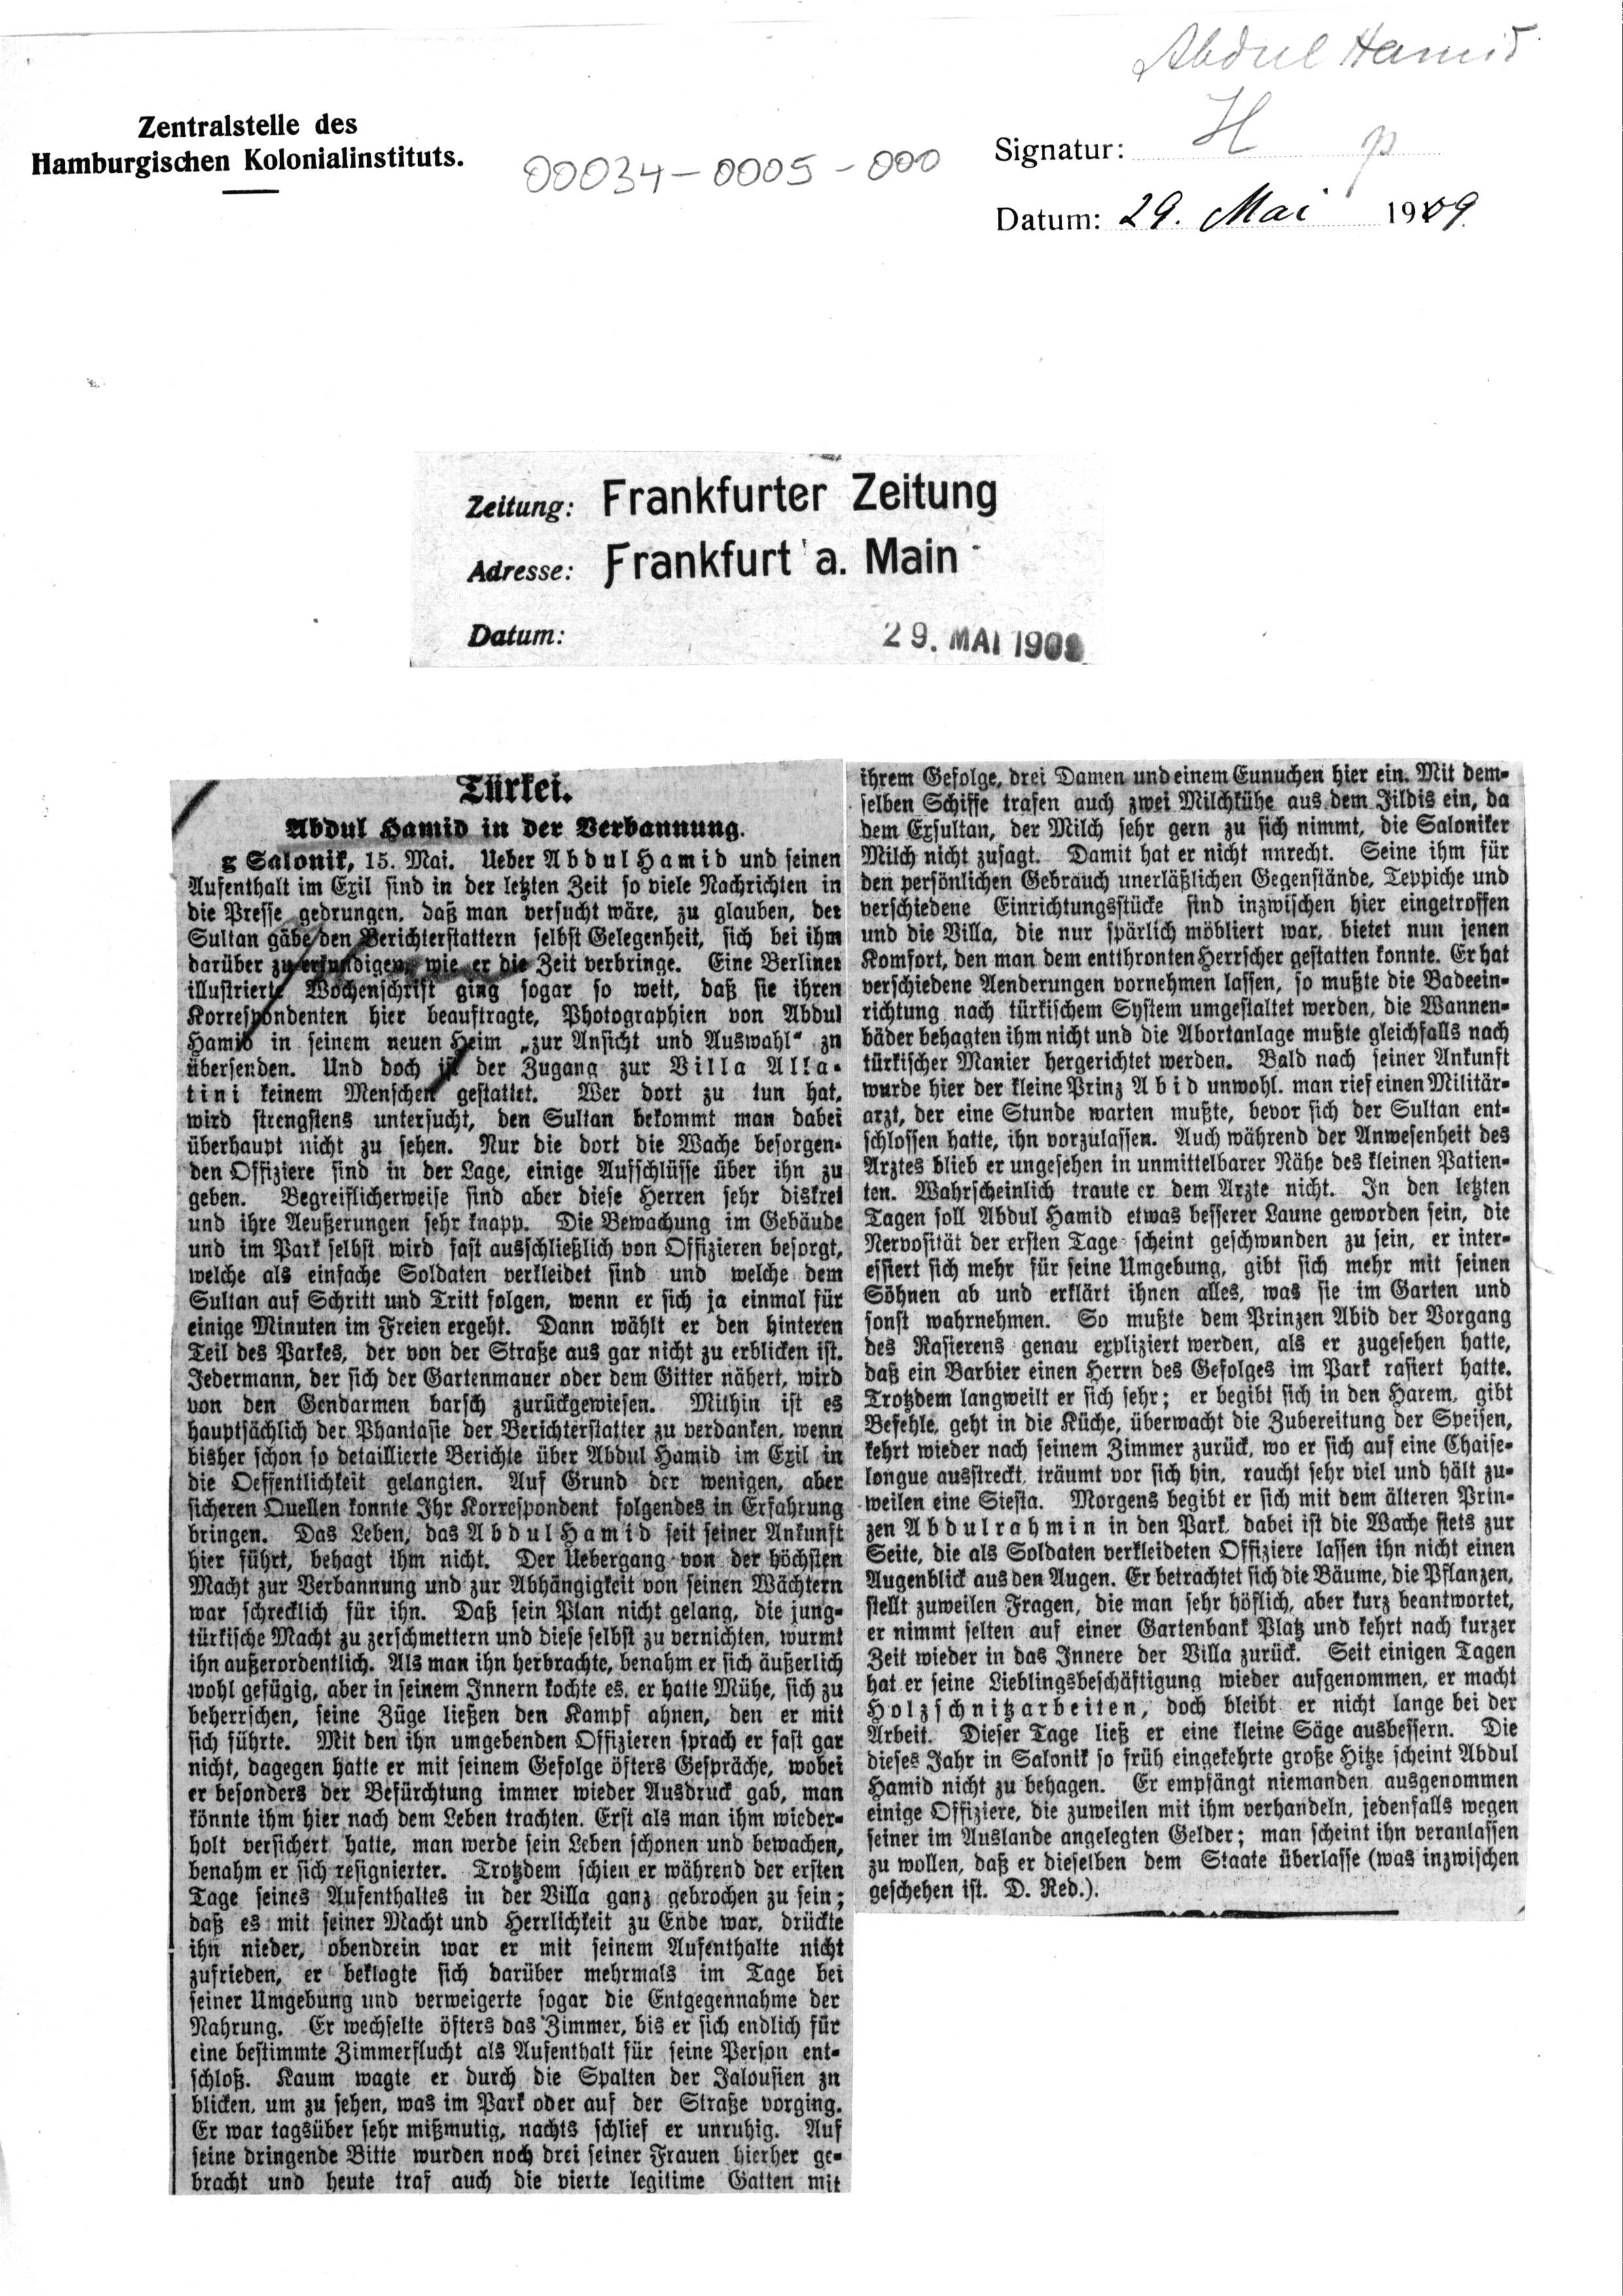 Abdul Hamid
Zentralstelle des
Hamburgischen Kolonialinstituts.
00034-0005-000
Signatur: H p
Datum: 29. Mai 1909
Zeitung: Frankfurter Zeitung
Adresse: Frankfurt a. Main
Datum: 29. MAI 1909
Türkei.
Abdul Hamid in der Verbannung.
g Salonik, 15. Mai. Ueber Abdul Hamid und seinen
Aufenthalt im Exil sind in der letzten Zeit so viele Nachrichten in
die Presse gedrungen, daß man versucht wäre, zu glauben, der
Sultan gäbe den Berichterstattern selbst Gelegenheit, sich bei ihm
darüber zu erkundigen, wie er die Zeit verbringe. Eine Berliner
illustrierte Wochenschrift ging sogar so weit, daß sie ihren
Korrespondenten hier beauftragte, Photographien von Abdul
Hamid in seinem neuen Heim „zur Ansicht und Auswahl“ zu
übersenden. Und doch ist der Zugang zur Villa Alla-
tini keinem Menschen gestattet. Wer dort zu tun hat,
wird strengstens untersucht, den Sultan bekommt man dabei
überhaupt nicht zu sehen. Nur die dort die Wache besorgen-
den Offiziere sind in der Lage, einige Aufschlüsse über ihn zu
geben. Begreiflicherweise sind aber diese Herren sehr diskret
und ihre Aeußerungen sehr knapp. Die Bewachung im Gebäude
und im Park selbst wird fast ausschließlich von Offizieren besorgt,
welche als einfache Soldaten verkleidet sind und welche dem
Sultan auf Schritt und Tritt folgen, wenn er sich ja einmal für
einige Minuten im Freien ergeht. Dann wählt er den hinteren
Teil des Parkes, der von der Straße aus gar nicht zu erblicken ist.
Jedermann, der sich der Gartenmauer oder dem Gitter nähert, wird
von den Gendarmen barsch zurückgewiesen. Mithin ist es
hauptsächlich der Phantasie der Berichterstatter zu verdanken, wenn
bisher schon so detaillierte Berichte über Abdul Hamid im Exil in
die Oeffentlichkeit gelangten. Auf Grund der wenigen, aber
sicheren Quellen konnte Ihr Korrespondent folgendes in Erfahrung
bringen. Das Leben, das Abdul Hamid seit seiner Ankunft
hier führt, behagt ihm nicht. Der Uebergang von der höchsten
Macht zur Verbannung und zur Abhängigkeit von seinen Wächtern
war schrecklich für ihn. Daß sein Plan nicht gelang, die jung-
türkische Macht zu zerschmettern und diese selbst zu vernichten, wurmt
ihn außerordentlich. Als man ihn herbrachte, benahm er sich äußerlich
wohl gefügig, aber in seinem Innern kochte es, er hatte Mühe, sich zu
beherrschen, seine Züge ließen den Kampf ahnen, den er mit
sich führte. Mit den ihn umgebenden Offizieren sprach er fast gar
nicht, dagegen hatte er mit seinem Gefolge öfters Gespräche, wobei
er besonders der Befürchtung immer wieder Ausdruck gab, man
könnte ihm hier nach dem Leben trachten. Erst als man ihm wieder-
holt versichert hatte, man werde sein Leben schonen und bewachen,
benahm er sich resignierter. Trotzdem schien er während der ersten
Tage seines Aufenthaltes in der Villa ganz gebrochen zu sein;
daß es mit seiner Macht und Herrlichkeit zu Ende war, drückte
ihn nieder, obendrein war er mit seinem Aufenthalte nicht
zufrieden, er beklagte sich darüber mehrmals im Tage bei
seiner Umgebung und verweigerte sogar die Entgegennahme der
Nahrung. Er wechselte öfters das Zimmer, bis er sich endlich für
eine bestimmte Zimmerflucht als Aufenthalt für seine Person ent-
schloß. Kaum wagte er durch die Spalten der Jalousien zu
blicken, um zu sehen, was im Park oder auf der Straße vorging.
Er war tagsüber sehr mißmutig, nachts schlief er unruhig. Auf
seine dringende Bitte wurden noch drei seiner Frauen hierher ge-
bracht und heute traf auch die vierte legitime Gatten mit
ihrem Gefolge, drei Damen und einem Eunuchen hier ein. Mit dem-
selben Schiffe trafen auch zwei Milchkühe aus dem Jildis ein, da
dem Exsultan, der Milch sehr gern zu sich nimmt, die Saloniker
Milch nicht zusagt. Damit hat er nicht unrecht. Seine ihm für
den persönlichen Gebrauch unerläßlichen Gegenstände, Teppiche und
verschiedene Einrichtungsstücke sind inzwischen hier eingetroffen
und die Villa, die nur spärlich möbliert war, bietet nun jenen
Komfort, den man dem entthronten Herrscher gestatten konnte. Er hat
verschiedene Aenderungen vornehmen lassen, so mußte die Badeein-
richtung nach türkischem System umgestaltet werden, die Wannen-
bäder behagten ihm nicht und die Abortanlage mußte gleichfalls nach
türkischer Manier hergerichtet werden. Bald nach seiner Ankunft
wurde hier der kleine Prinz Abid unwohl. man rief einen Militär-
arzt, der eine Stunde warten mußte, bevor sich der Sultan ent-
schlossen hatte, ihn vorzulassen. Auch während der Anwesenheit des
Arztes blieb er ungesehen in unmittelbarer Nähe des kleinen Patien-
ten. Wahrscheinlich traute er dem Arzte nicht. In den letzten
Tagen soll Abdul Hamid etwas besserer Laune geworden sein, die
Nervosität der ersten Tage scheint geschwunden zu sein, er inter-
essiert sich mehr für seine Umgebung, gibt sich mehr mit seinen
Söhnen ab und erklärt ihnen alles, was sie im Garten und
sonst wahrnehmen. So mußte dem Prinzen Abid der Vorgang
des Rasierens genau expliziert werden, als er zugesehen hatte,
daß ein Barbier einen Herrn des Gefolges im Park rasiert hatte.
Trotzdem langweilt er sich sehr; er begibt sich in den Harem, gibt
Befehle, geht in die Küche, überwacht die Zubereitung der Speisen,
kehrt wieder nach seinem Zimmer zurück, wo er sich auf eine Chaise-
longue ausstreckt, träumt vor sich hin, raucht sehr viel und hält zu-
weilen eine Siesta. Morgens begibt er sich mit dem älteren Prin-
zen Abdulrahmin in den Park, dabei ist die Wache stets zur
Seite, die als Soldaten verkleideten Offiziere lassen ihn nicht einen
Augenblick aus den Augen. Er betrachtet sich die Bäume, die Pflanzen,
stellt zuweilen Fragen, die man sehr höflich, aber kurz beantwortet,
er nimmt selten auf einer Gartenbank Platz und kehrt nach kurzer
Zeit wieder in das Innere der Villa zurück. Seit einigen Tagen
hat er seine Lieblingsbeschäftigung wieder aufgenommen, er macht
Holzschnitzarbeiten, doch bleibt er nicht lange bei der
Arbeit. Dieser Tage ließ er eine kleine Säge ausbessern. Die
dieses Jahr in Salonik so früh eingekehrte große Hitze scheint Abdul
Hamid nicht zu behagen. Er empfängt niemanden, ausgenommen
einige Offiziere, die zuweilen mit ihm verhandeln, jedenfalls wegen
seiner im Auslande angelegten Gelder; man scheint ihn veranlassen
zu wollen, daß er dieselben dem Staate überlasse (was inzwischen
geschehen ist. D. Red.).